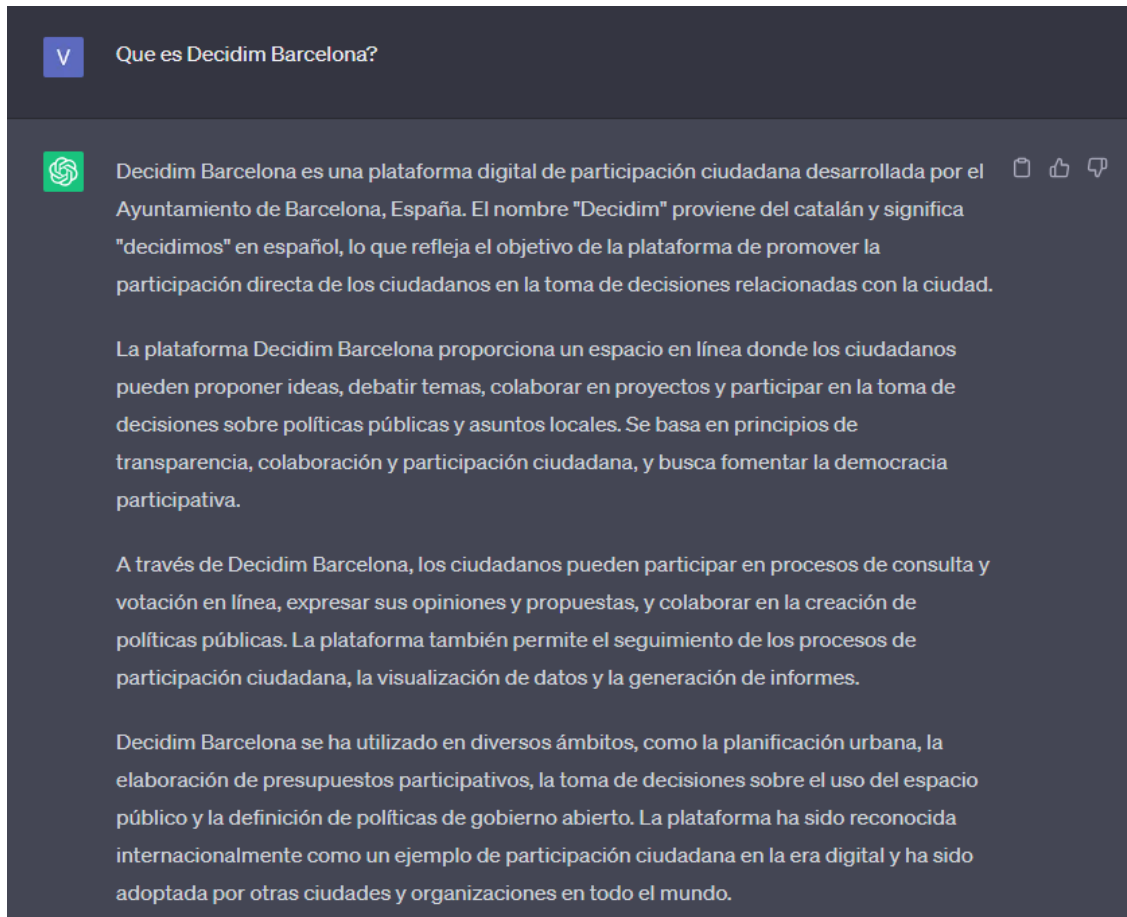 V
Que es Decidim Barcelona?
Decidim Barcelona es una plataforma digital de participación ciudadana desarrollada por el
Ayuntamiento de Barcelona, España. El nombre "Decidim" proviene del catalán y significa
"decidimos" en español, lo que refleja el objetivo de la plataforma de promover la
participación directa de los ciudadanos en la toma de decisiones relacionadas con la ciudad.
La plataforma Decidim Barcelona proporciona un espacio en línea donde los ciudadanos
pueden proponer ideas, debatir temas, colaborar en proyectos y participar en la toma de
decisiones sobre políticas públicas y asuntos locales. Se basa en principios de
transparencia, colaboración y participación ciudadana, y busca fomentar la democracia
participativa.
A través de Decidim Barcelona, los ciudadanos pueden participar en procesos de consulta y
votación en línea, expresar sus opiniones y propuestas, y colaborar en la creación de
políticas públicas. La plataforma también permite el seguimiento de los procesos de
participación ciudadana, la visualización de datos y la generación de informes.
Decidim Barcelona se ha utilizado en diversos ámbitos, como la planificación urbana, la
elaboración de presupuestos participativos, la toma de decisiones sobre el uso del espacio
público y la definición de políticas de gobierno abierto. La plataforma ha sido reconocida
internacionalmente como un ejemplo de participación ciudadana en la era digital y ha sido
adoptada por otras ciudades y organizaciones en todo el mundo.